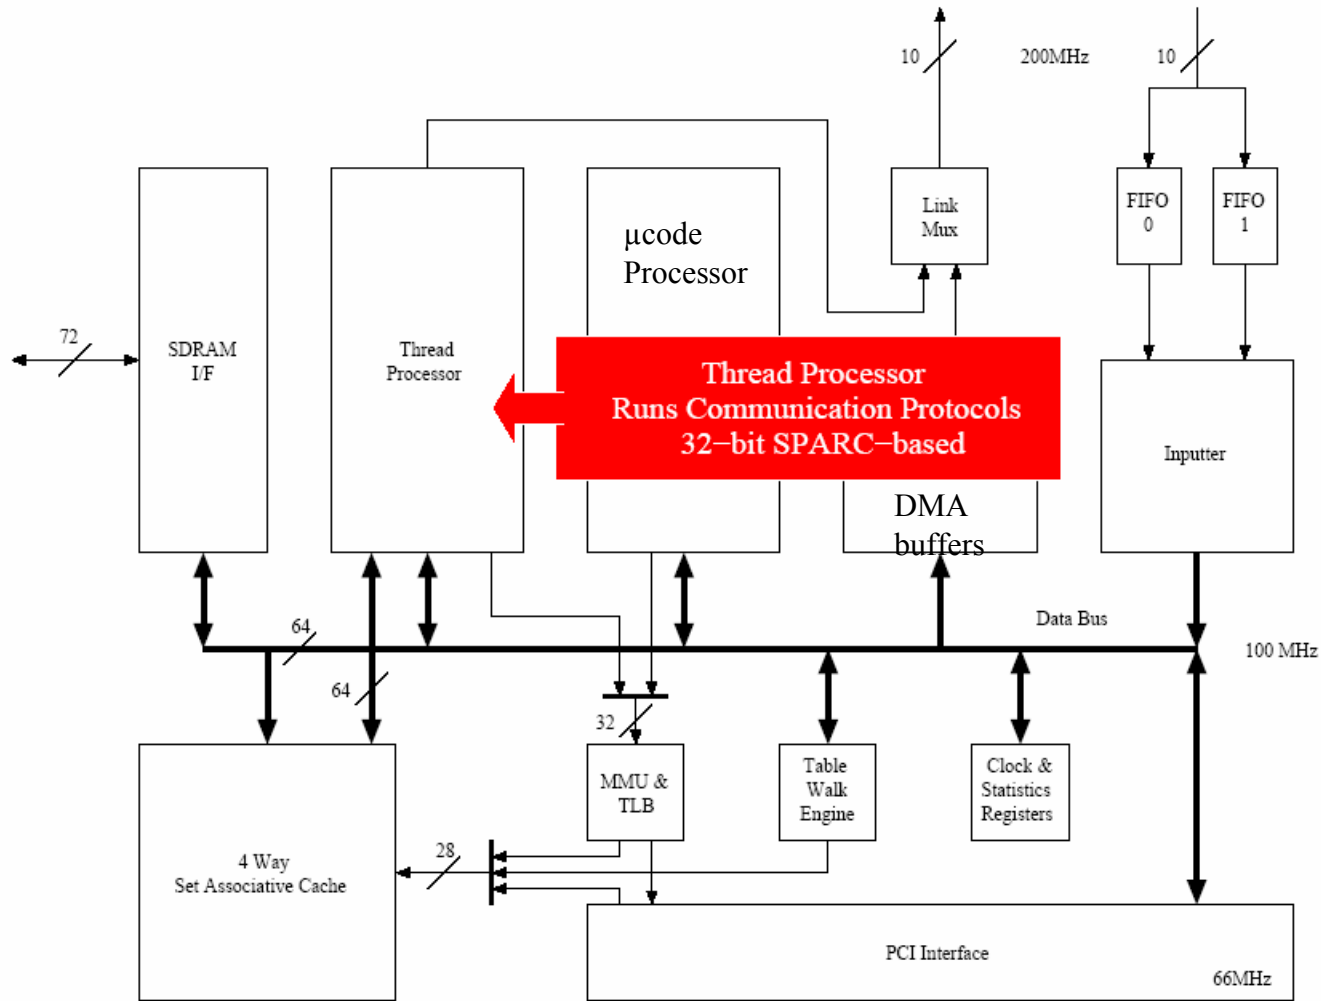 10
200MHz
10
Link
Mux
FIFO
0
FIFO
1
µcode
Processor
72
SDRAM
I/F
Thread
Processor
Thread Processor
Runs Communication Protocols
32−bit SPARC−based
Inputter
DMA
buffers
64
Data Bus
100 MHz
64
32
MMU &
TLB
Table
Walk
Engine
Clock &
Statistics
Registers
28
4 Way
Set Associative Cache
PCI Interface
66MHz